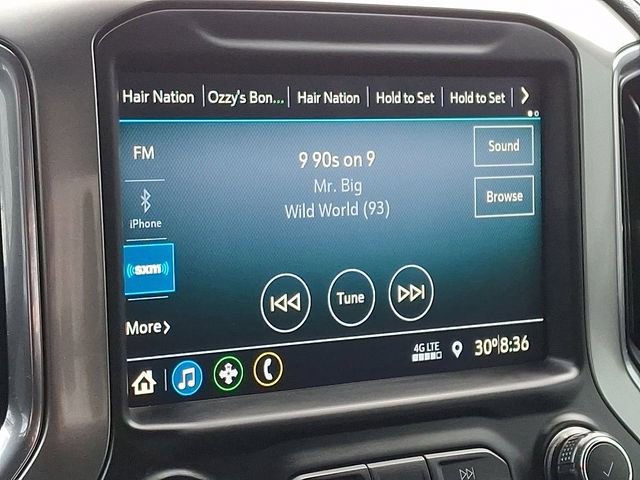 Hair Nation Ozzy's Bon... Hair Nation Hold to Set Hold to Set
FM
9 90s on 9
Sound
Mr. Big
Browse
Wild World (93)
iPhone
((sxm))
Tune
More
4G LTE
30° 8:36